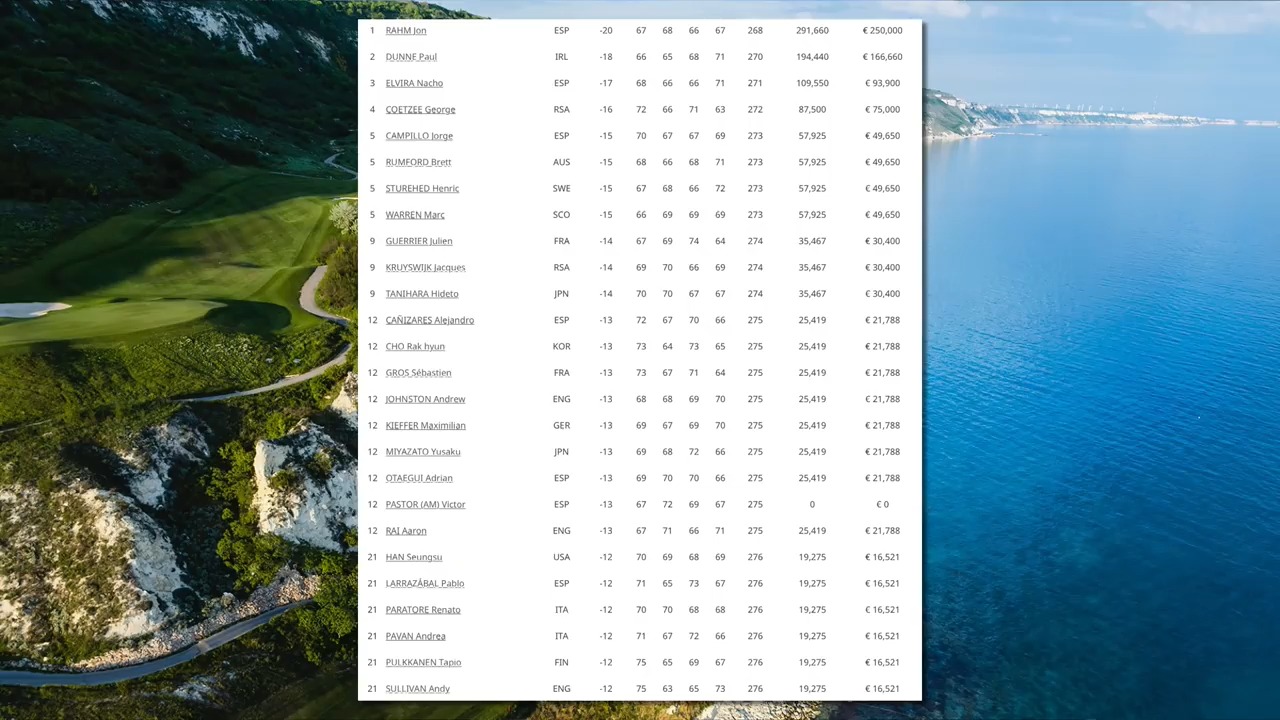 1 RAHM Jon ESP -20 67 68 66 67 268 291,660 € 250,000
2 DUNNE Paul IRL -18 66 65 68 71 270 194,440 € 166,660
3 ELVIRA Nacho ESP -17 68 66 66 71 271 109,550 € 93,900
4 COETZEE George RSA -16 72 66 71 63 272 87,500 € 75,000
5 CAMPILLO Jorge ESP -15 70 67 67 69 273 57,925 € 49,650
5 RUMFORD Brett AUS -15 68 66 68 71 273 57,925 € 49,650
5 STUREHED Henric SWE -15 67 68 66 72 273 57,925 € 49,650
5 WARREN Marc SCO -15 66 69 69 69 273 57,925 € 49,650
9 GUERRIER Julien FRA -14 67 69 74 64 274 35,467 € 30,400
9 KRUYSWIJK Jacques RSA -14 69 70 66 69 274 35,467 € 30,400
9 TANIHARA Hideto JPN -14 70 70 67 67 274 35,467 € 30,400
12 CAÑIZARES Alejandro ESP -13 72 67 70 66 275 25,419 € 21,788
12 CHO Rak hyun KOR -13 73 64 73 65 275 25,419 € 21,788
12 GROS Sébastien FRA -13 73 67 71 64 275 25,419 € 21,788
12 JOHNSTON Andrew ENG -13 68 68 69 70 275 25,419 € 21,788
12 KIEFFER Maximilian GER -13 69 67 69 70 275 25,419 € 21,788
12 MIYAZATO Yusaku JPN -13 69 68 72 66 275 25,419 € 21,788
12 OTAEGUI Adrian ESP -13 69 70 70 66 275 25,419 € 21,788
12 PASTOR (AM) Victor ESP -13 67 72 69 67 275 0 € 0
12 RAI Aaron ENG -13 67 71 66 71 275 25,419 € 21,788
21 HAN Seungsu USA -12 70 69 68 69 276 19,275 € 16,521
21 LARRAZÁBAL Pablo ESP -12 71 65 73 67 276 19,275 € 16,521
21 PARATORE Renato ITA -12 70 70 68 68 276 19,275 € 16,521
21 PAVAN Andrea ITA -12 71 67 72 66 276 19,275 € 16,521
21 PULKKANEN Tapio FIN -12 75 65 69 67 276 19,275 € 16,521
21 SULLIVAN Andy ENG -12 75 63 65 73 276 19,275 € 16,521